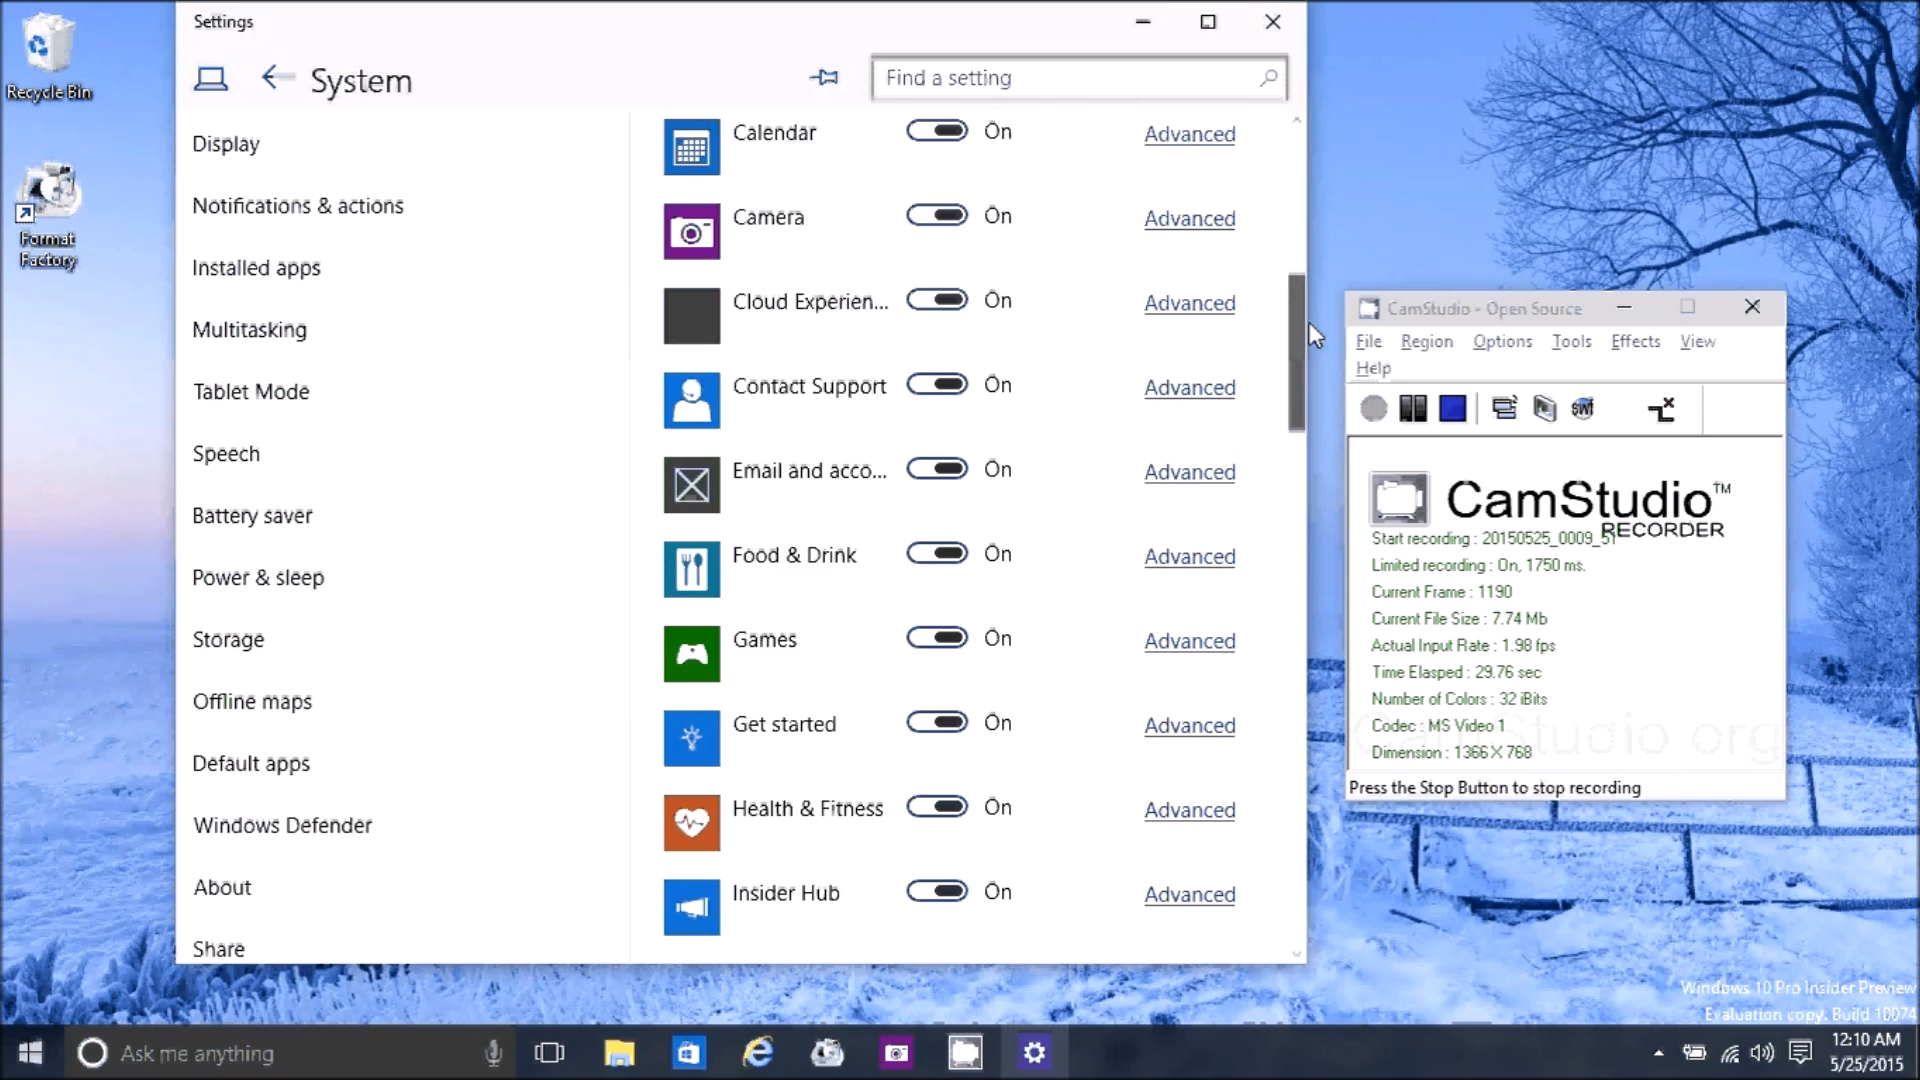 Recycle Bin
Format
Factory
Settings
System
Find a setting
Display
Notifications & actions
Installed apps
Multitasking
Tablet Mode
Speech
Battery saver
Power & sleep
Storage
Offline maps
Default apps
Windows Defender
About
Share
Calendar On Advanced
Camera On Advanced
Cloud Experien... On Advanced
Contact Support On Advanced
Email and acco... On Advanced
Food & Drink On Advanced
Games On Advanced
Get started On Advanced
Health & Fitness On Advanced
Insider Hub On Advanced
CamStudio - Open Source
File Region Options Tools Effects View
Help
SWF
CamStudio™
RECORDER
Start recording : 20150525_0009_51
Limited recording : On, 1750 ms.
Current Frame : 1190
Current File Size : 7.74 Mb
Actual Input Rate : 1.98 fps
Time Elasped : 29.76 sec
Number of Colors : 32 iBits
Codec : MS Video 1
Dimension : 1366 X 768
CamStudio org
Press the Stop Button to stop recording
Windows 10 Pro Insider Preview
Evaluation copy. Build 10074
Ask me anything
12:10 AM
5/25/2015